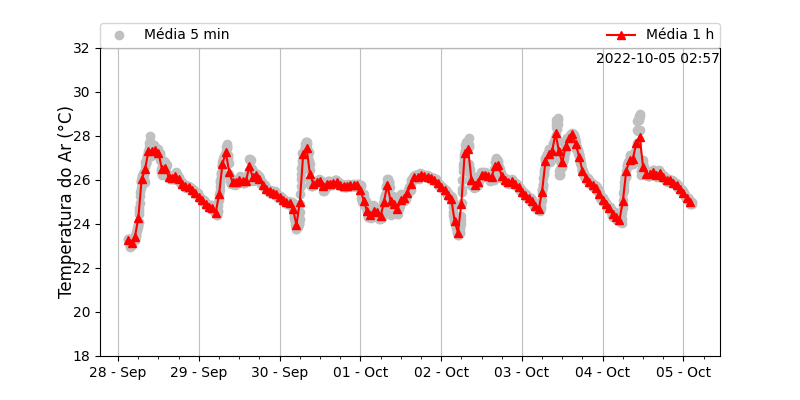 Média 5 min
Média 1 h
2022-10-05 02:57
Temperatura do Ar (°C)
32
30
28
26
24
22
20
18
28 - Sep
29 - Sep
30 - Sep
01 - Oct
02 - Oct
03 - Oct
04 - Oct
05 - Oct